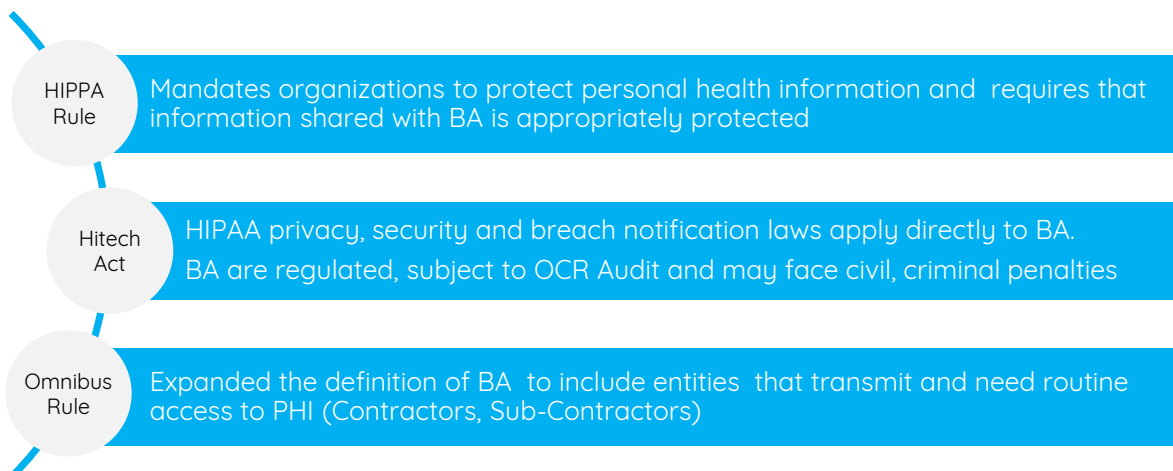 HIPPA
Rule
Mandates organizations to protect personal health information and  requires that
information shared with BA is appropriately protected
Hitech
Act
HIPAA privacy, security and breach notification laws apply directly to BA.
BA are regulated, subject to OCR Audit and may face civil, criminal penalties
Omnibus
Rule
Expanded the definition of BA  to include entities  that transmit and need routine
access to PHI (Contractors, Sub-Contractors)